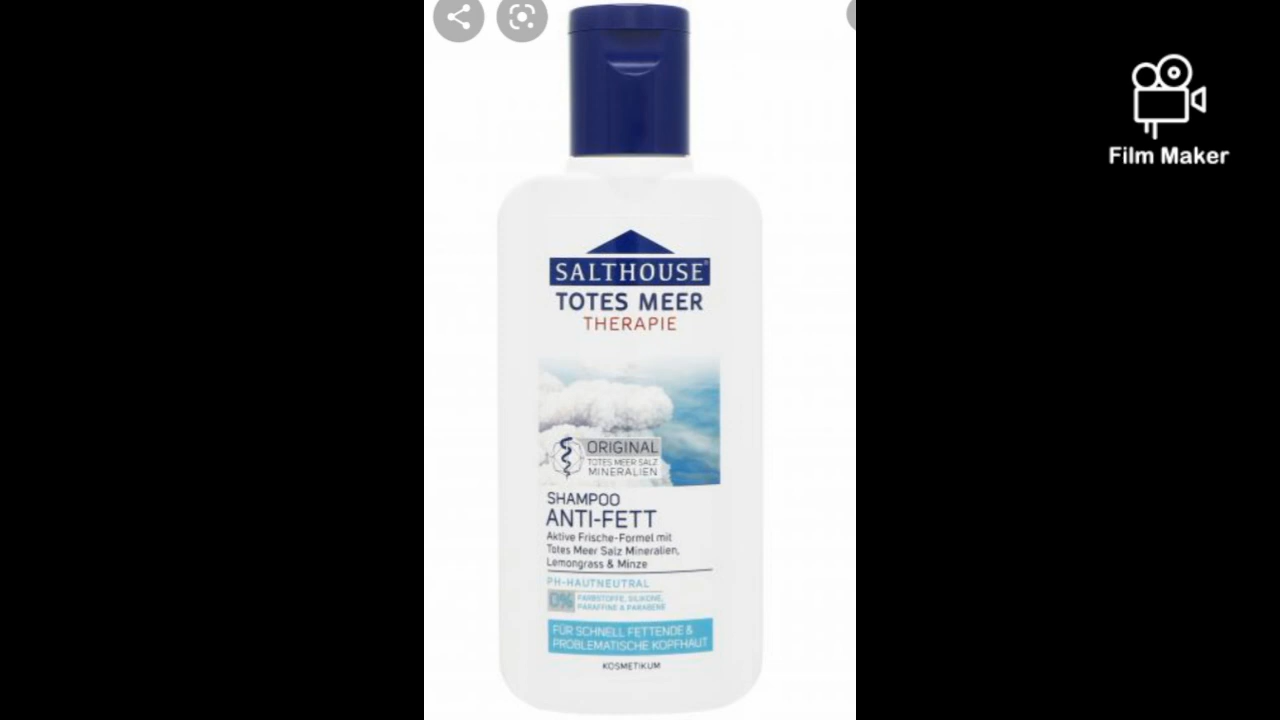 Film Maker
SALTHOUSE®
TOTES MEER
THERAPIE
ORIGINAL
TOTES MEER SALZ
MINERALIEN
SHAMPOO
ANTI-FETT
Aktive Frische-Formel mit
Totes Meer Salz Mineralien,
Lemongrass & Minze
PH-HAUTNEUTRAL
0% FARBSTOFFE, SILIKONE,
PARAFFINE & PARABENE
FÜR SCHNELL FETTENDE &
PROBLEMATISCHE KOPFHAUT
KOSMETIKUM